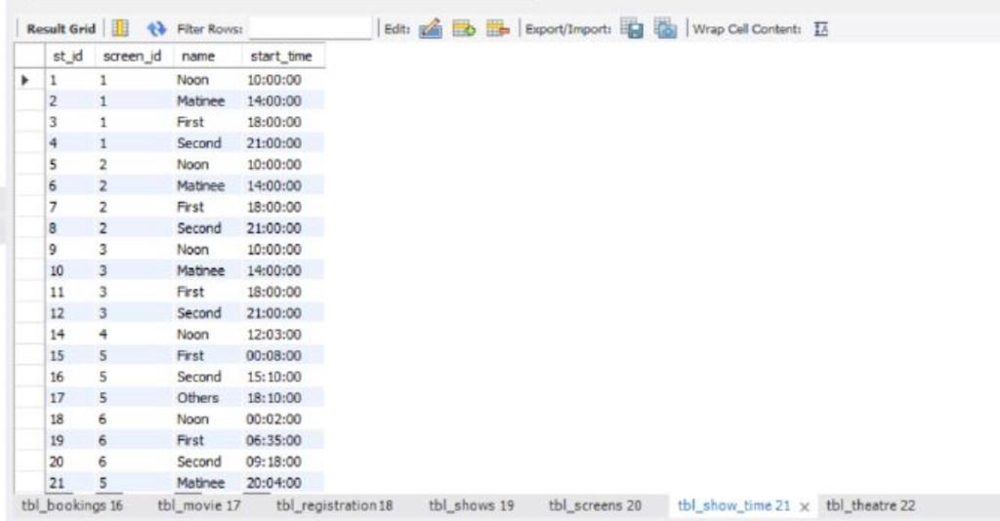 Result Grid Filter Rows: Edit: Export/Import: Wrap Cell Content: IA
st_id screen_id name start_time
1 1 Noon 10:00:00
2 1 Matinee 14:00:00
3 1 First 18:00:00
4 1 Second 21:00:00
5 2 Noon 10:00:00
6 2 Matinee 14:00:00
7 2 First 18:00:00
8 2 Second 21:00:00
9 3 Noon 10:00:00
10 3 Matinee 14:00:00
11 3 First 18:00:00
12 3 Second 21:00:00
14 4 Noon 12:03:00
15 5 First 00:08:00
16 5 Second 15:10:00
17 5 Others 18:10:00
18 6 Noon 00:02:00
19 6 First 06:35:00
20 6 Second 09:18:00
21 5 Matinee 20:04:00
tbl_bookings 16 tbl_movie 17 tbl_registration 18 tbl_shows 19 tbl_screens 20 tbl_show_time 21 tbl_theatre 22